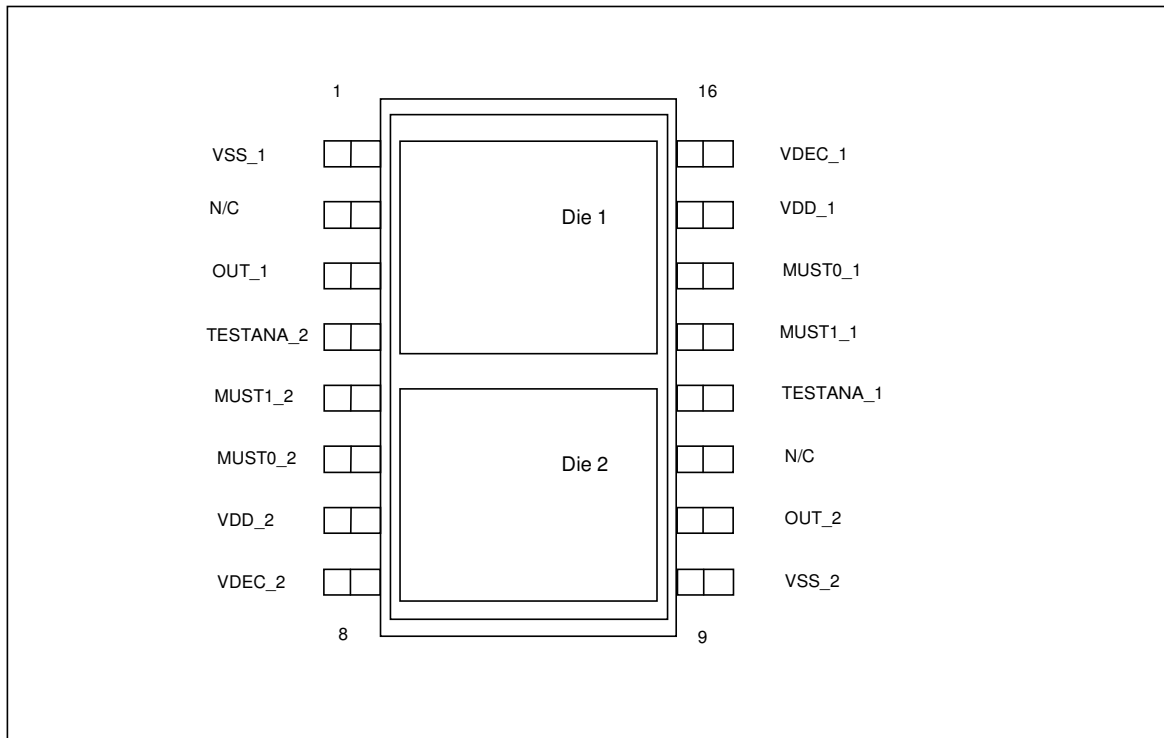 1 16
VSS_1 VDEC_1
N/C Die 1 VDD_1
OUT_1 MUST0_1
TESTANA_2 MUST1_1
MUST1_2 TESTANA_1
MUST0_2 Die 2 N/C
VDD_2 OUT_2
VDEC_2 VSS_2
8 9